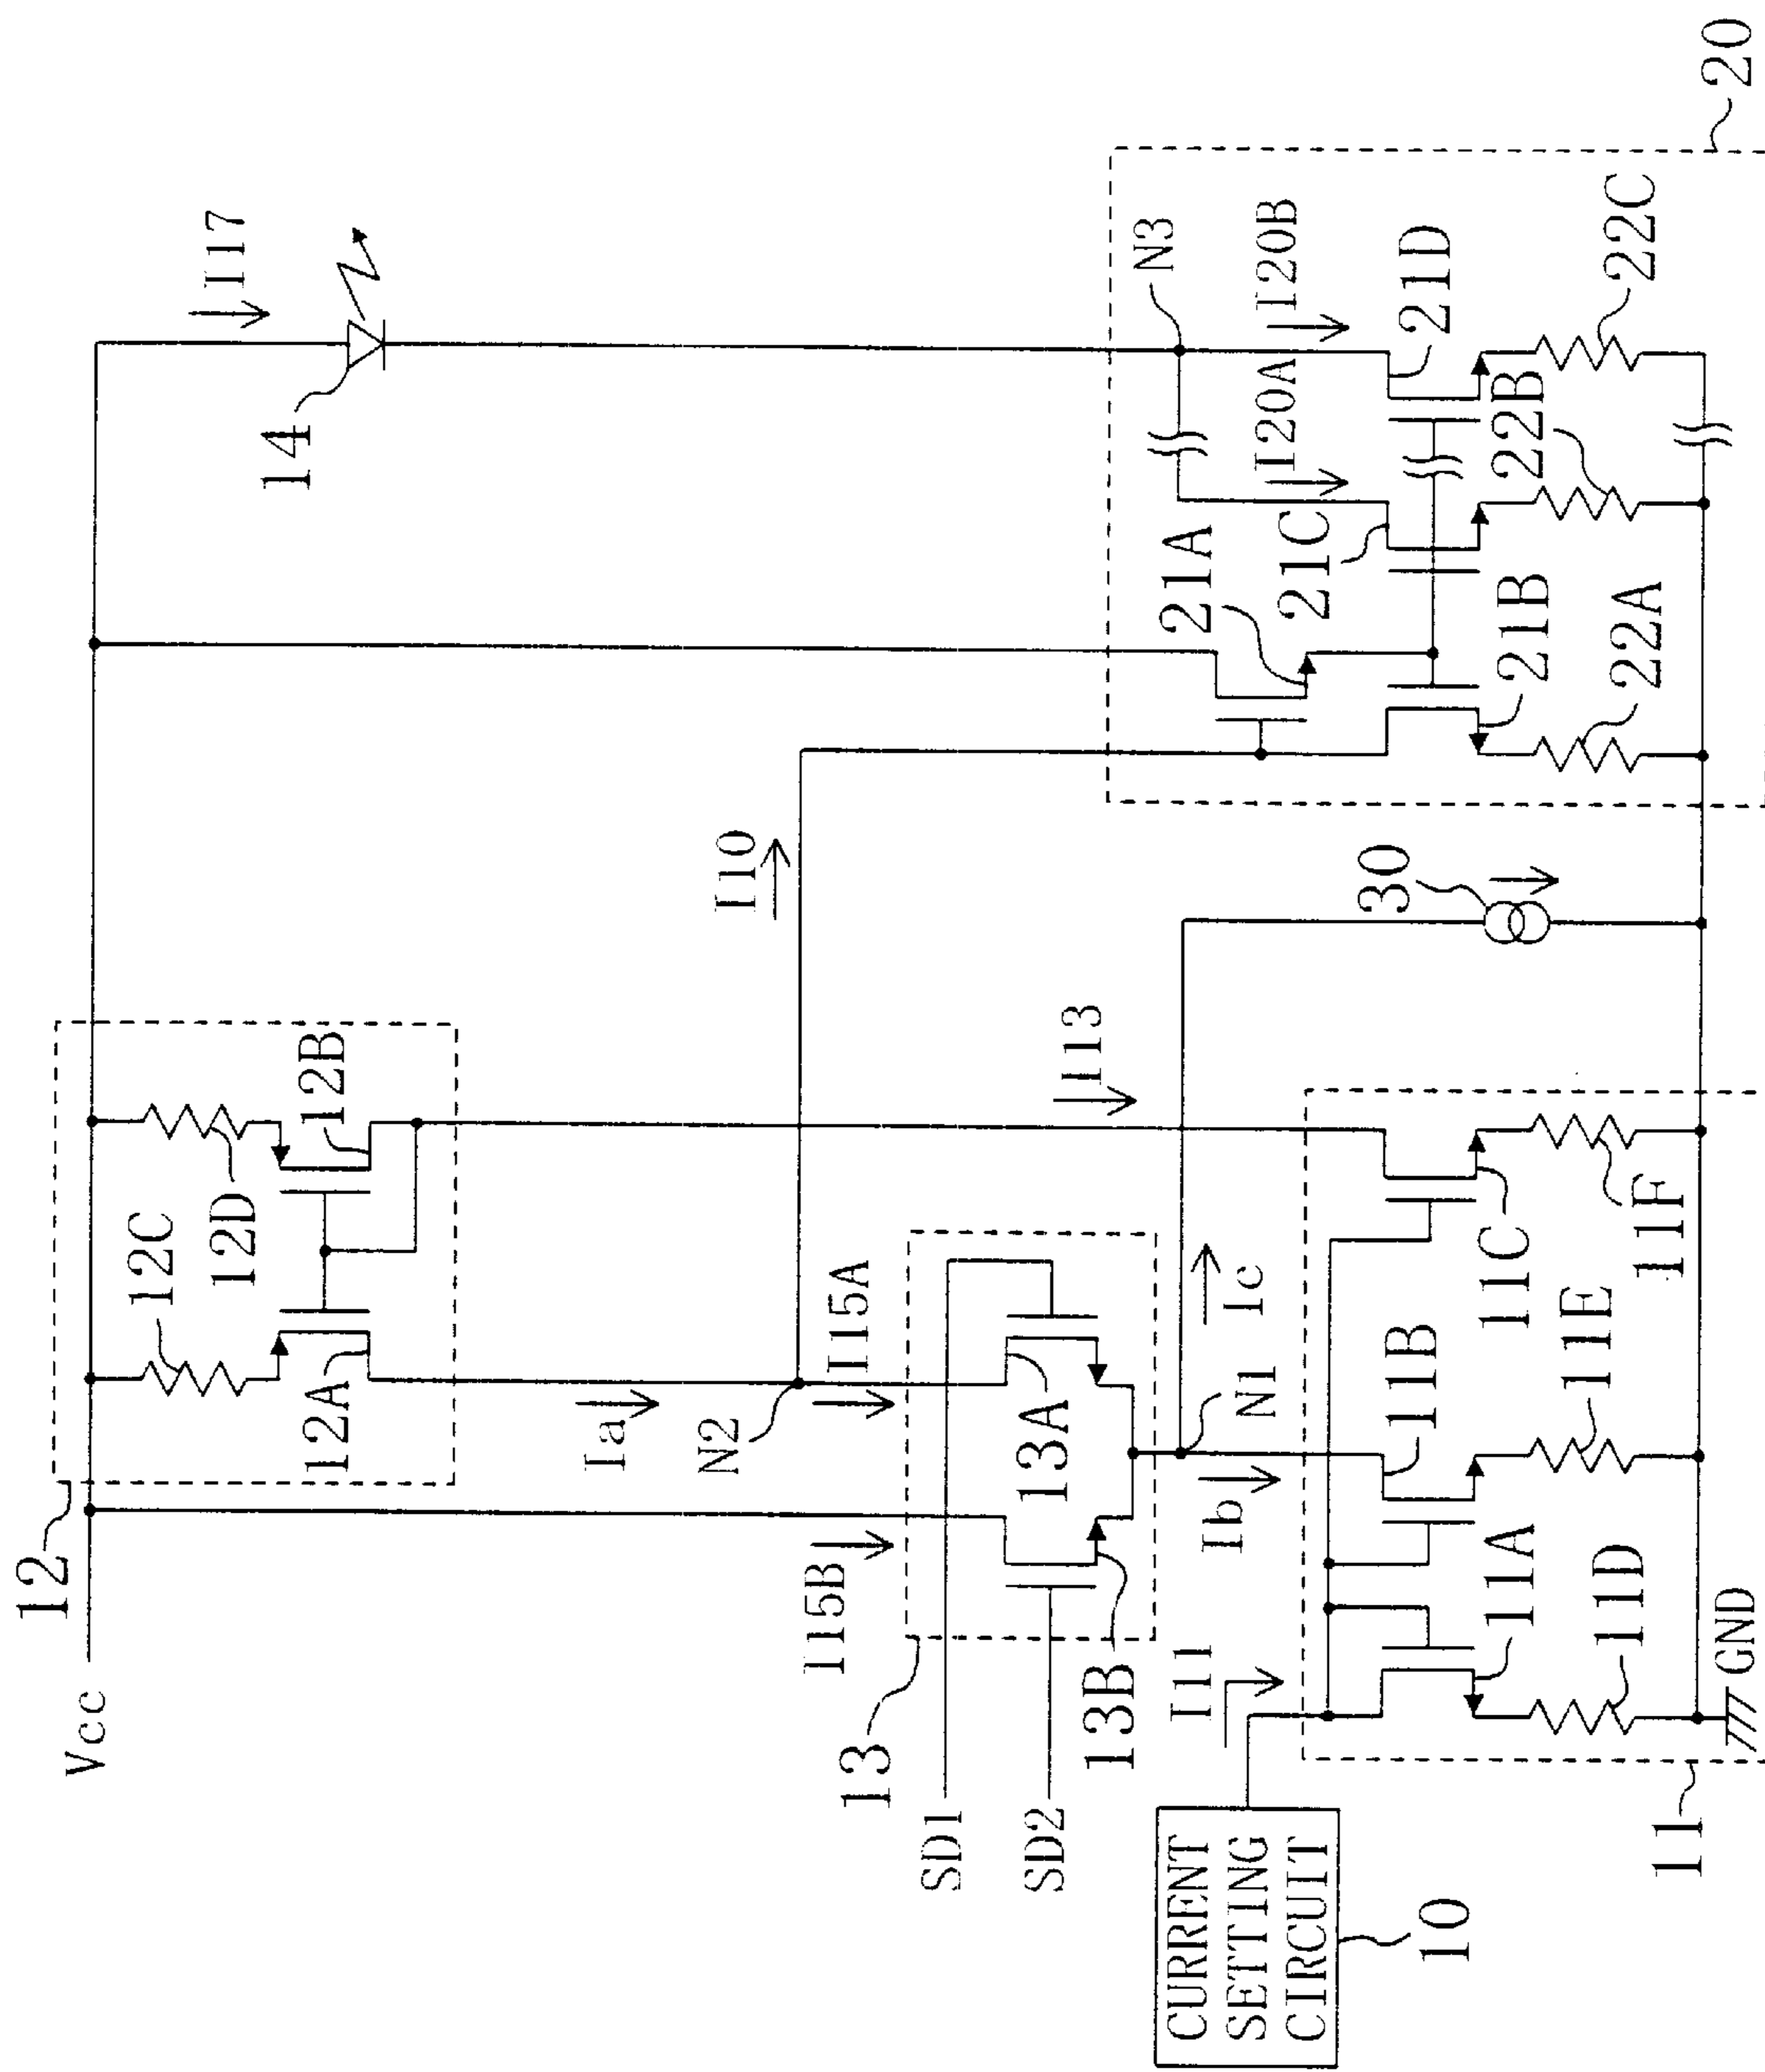 Vcc
12
12C
12D
12A
12B
14
I17
Ia
N2
I10
I15B
I15A
13
13A
13B
SD1
SD2
N1
Ic
Ib
I13
I11
CURRENT
SETTING
CIRCUIT
10
11
11A
11B
11C
11D
11E
11F
GND
30
N3
I20A
I20B
21A
21B
21C
21D
22A
22B
22C
20